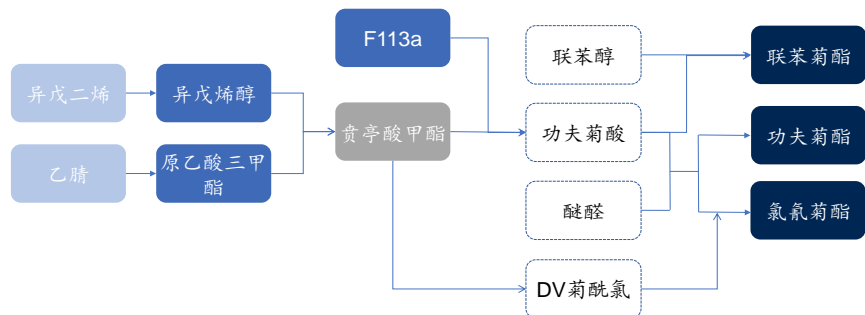 F113a
联苯醇
联苯菊酯
异戊二烯
异戊烯醇
贲亭酸甲酯
功夫菊酸
功夫菊酯
乙腈
原乙酸三甲
酯
醚醛
氯氰菊酯
DV菊酰氯